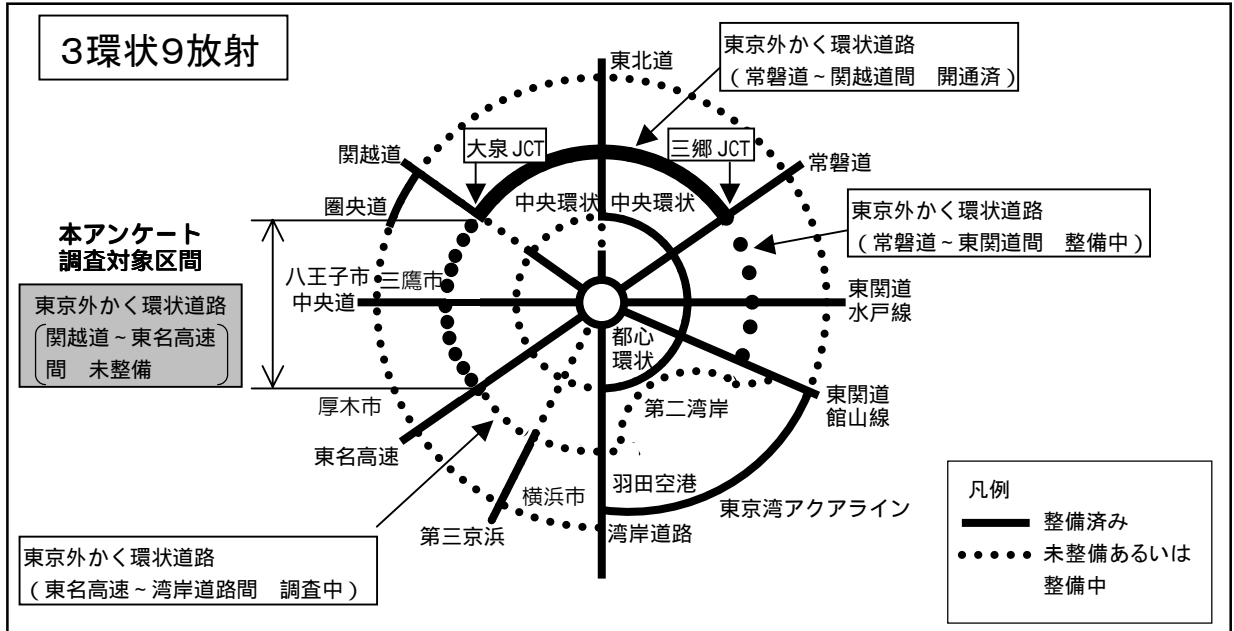 3環状9放射
東京外かく環状道路
(常磐道~関越道間 開通済)
東北道
大泉 JCT
三郷 JCT
関越道
常磐道
圏央道
中央環状
中央環状
東京外かく環状道路
(常磐道~東関道間 整備中)
本アンケート
調査対象区間
東京外かく環状道路
関越道~東名高速
間 未整備
八王子市
中央道
三鷹市
東関道
水戸線
都心
環状
厚木市
東名高速
第二湾岸
東関道
館山線
横浜市
羽田空港
東京湾アクアライン
第三京浜
湾岸道路
東京外かく環状道路
(東名高速~湾岸道路間 調査中)
凡例
整備済み
未整備あるいは
整備中